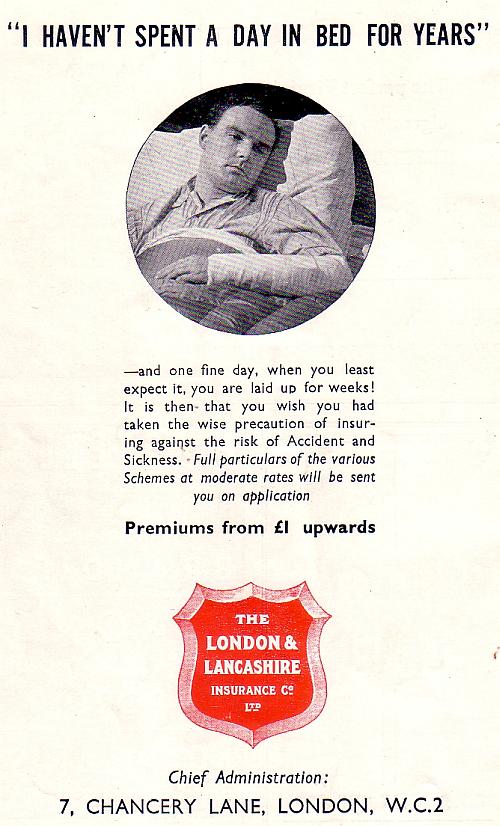 “I HAVEN'T SPENT A DAY IN BED FOR YEARS”
—and one fine day, when you least
expect it, you are laid up for weeks!
It is then that you wish you had
taken the wise precaution of insur-
ing against the risk of Accident and
Sickness. Full particulars of the various
Schemes at moderate rates will be sent
you on application
Premiums from £1 upwards
THE
LONDON &
LANCASHIRE
INSURANCE Cº
LTD
Chief Administration:
7, CHANCERY LANE, LONDON, W.C.2